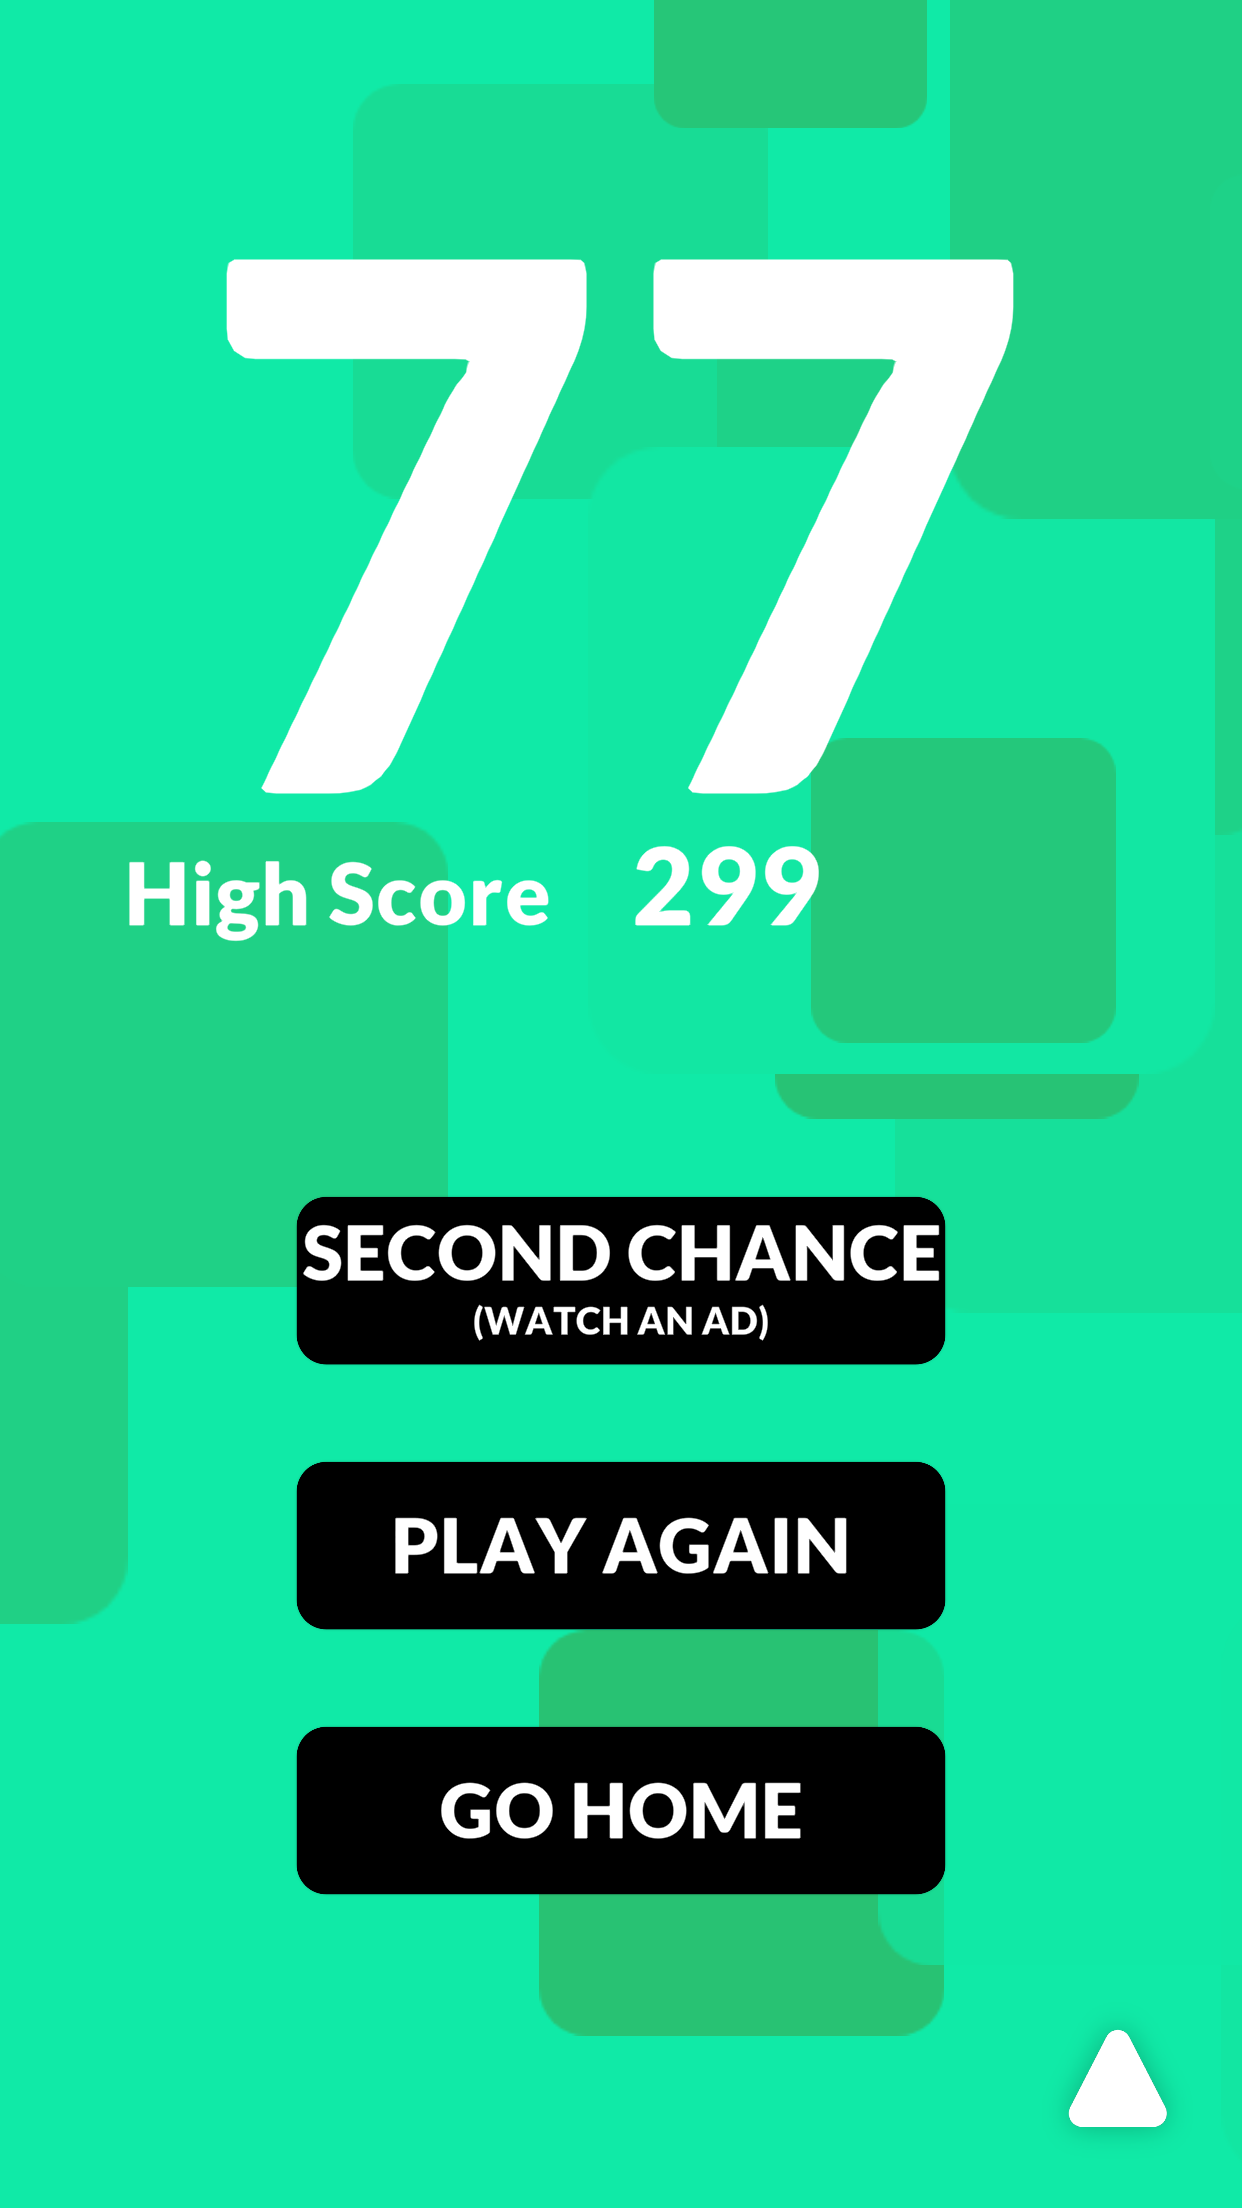 77
High Score 299
SECOND CHANCE
(WATCH AN AD)
PLAY AGAIN
GO HOME